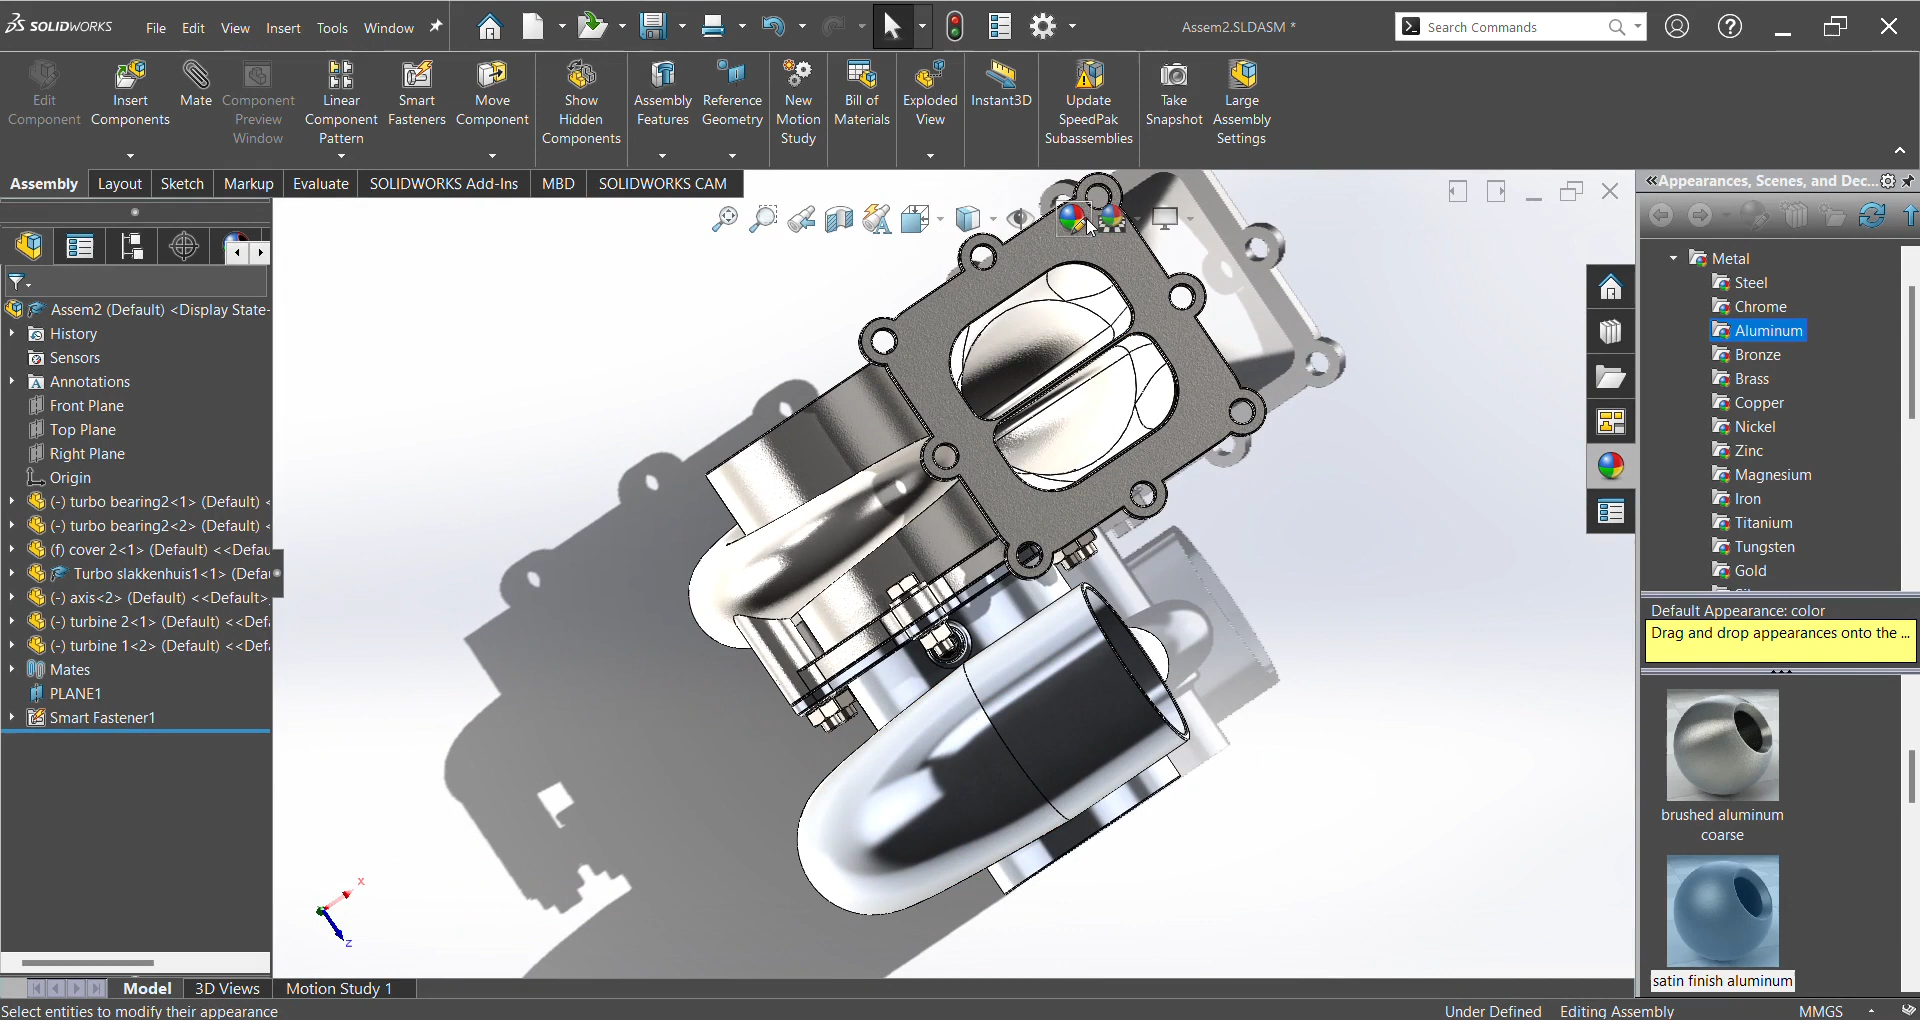 SOLIDWORKS
File Edit View Insert Tools Window
Assem2.SLDASM *
Search Commands
Edit Component
Insert Components
Mate
Component Preview Window
Linear Component Pattern
Smart Fasteners
Move Component
Show Hidden Components
Assembly Features
Reference Geometry
New Motion Study
Bill of Materials
Exploded View
Instant3D
Update SpeedPak Subassemblies
Take Snapshot
Large Assembly Settings
Assembly Layout Sketch Markup Evaluate SOLIDWORKS Add-Ins MBD SOLIDWORKS CAM
Assem2 (Default) <Display State-
History
Sensors
Annotations
Front Plane
Top Plane
Right Plane
Origin
(-) turbo bearing2<1> (Default) <
(-) turbo bearing2<2> (Default) <
(f) cover 2<1> (Default) <<Defau
Turbo slakkenhuis1<1> (Defau
(-) axis<2> (Default) <<Default>
(-) turbine 2<1> (Default) <<Def
(-) turbine 1<2> (Default) <<Def
Mates
PLANE1
Smart Fastener1
x
z
Appearances, Scenes, and Dec...
Metal
Steel
Chrome
Aluminum
Bronze
Brass
Copper
Nickel
Zinc
Magnesium
Iron
Titanium
Tungsten
Gold
Default Appearance: color
Drag and drop appearances onto the ...
brushed aluminum
coarse
satin finish aluminum
Model 3D Views Motion Study 1
Select entities to modify their appearance
Under Defined Editing Assembly MMGS